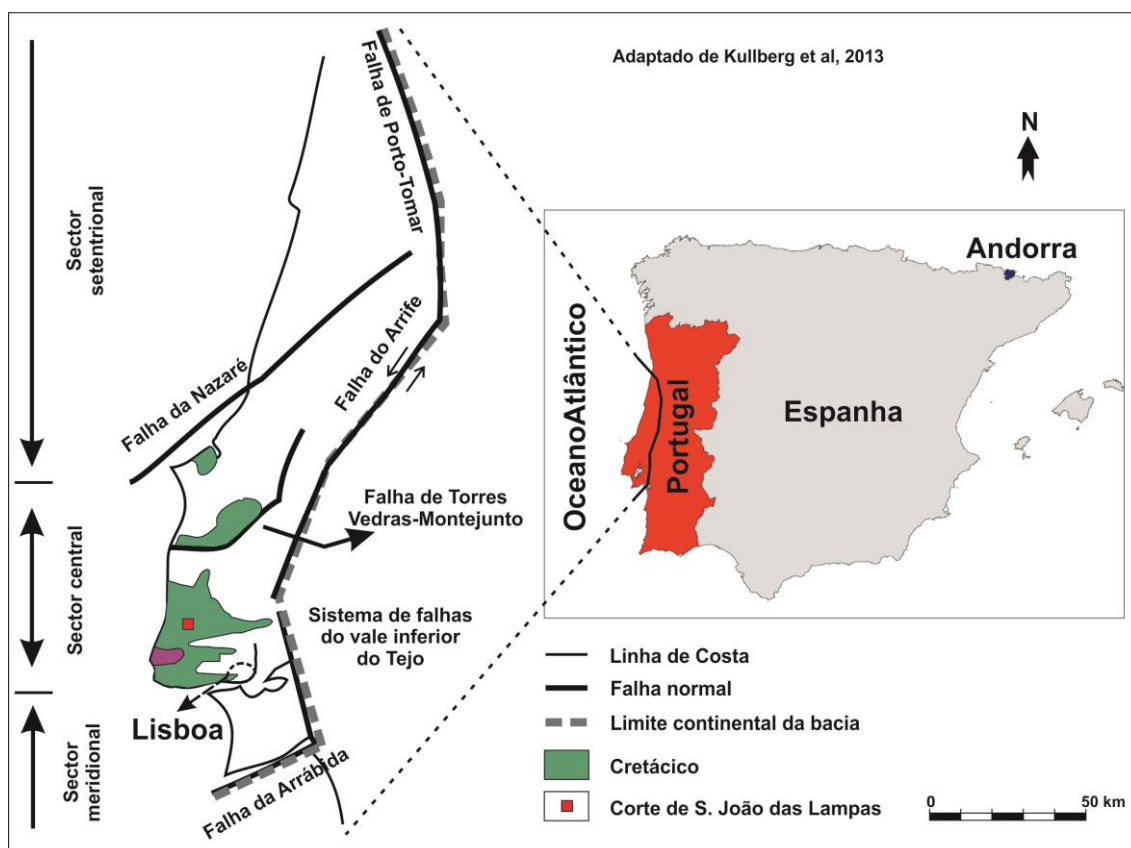 Adaptado de Kullberg et al, 2013
N
Sector
setentrional
Sector central
Sector
meridional
Falha de Porto-Tomar
Falha da Nazaré
Falha do Arrife
Falha de Torres
Vedras-Montejunto
Sistema de falhas
do vale inferior
do Tejo
Lisboa
Falha da Arrábida
OceanoAtlântico
Portugal
Espanha
Andorra
Linha de Costa
Falha normal
Limite continental da bacia
Cretácico
Corte de S. João das Lampas
0 50 km